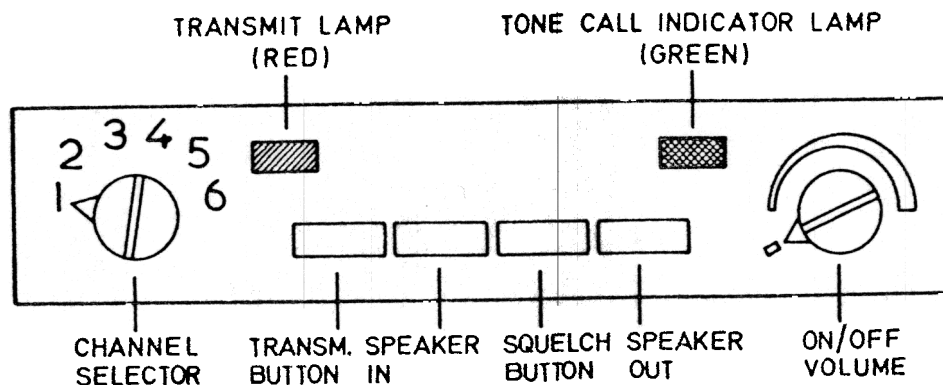 TRANSMIT LAMP
(RED)
TONE CALL INDICATOR LAMP
(GREEN)
1 2 3 4 5 6
CHANNEL
SELECTOR
TRANSM.
BUTTON
SPEAKER
IN
SQUELCH
BUTTON
SPEAKER
OUT
ON/OFF
VOLUME